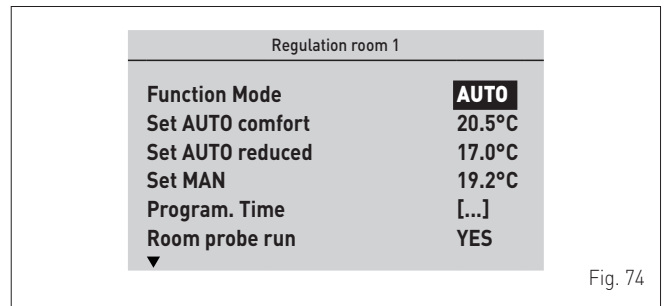 Regulation room 1
Function Mode AUTO
Set AUTO comfort 20.5°C
Set AUTO reduced 17.0°C
Set MAN 19.2°C
Program. Time [...]
Room probe run YES
▼
Fig. 74